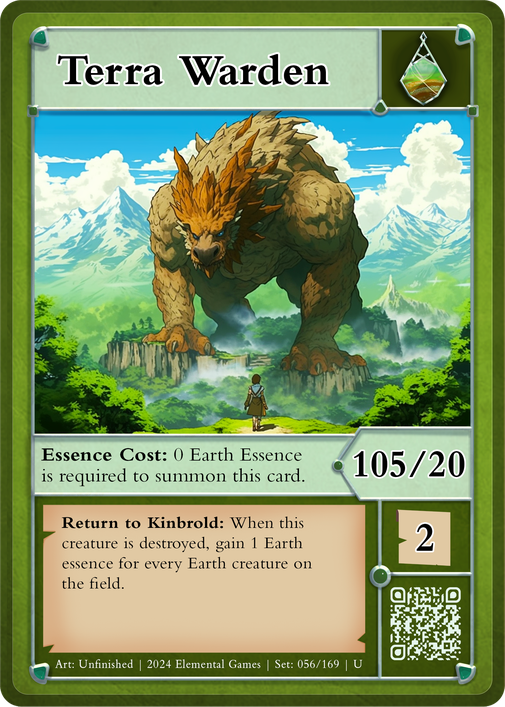 Terra Warden
Essence Cost: 0 Earth Essence
is required to summon this card.
105/20
Return to Kinbrold: When this
creature is destroyed, gain 1 Earth
essence for every Earth creature on
the field.
2
Art: Unfinished | 2024 Elemental Games | Set: 056/169 | U